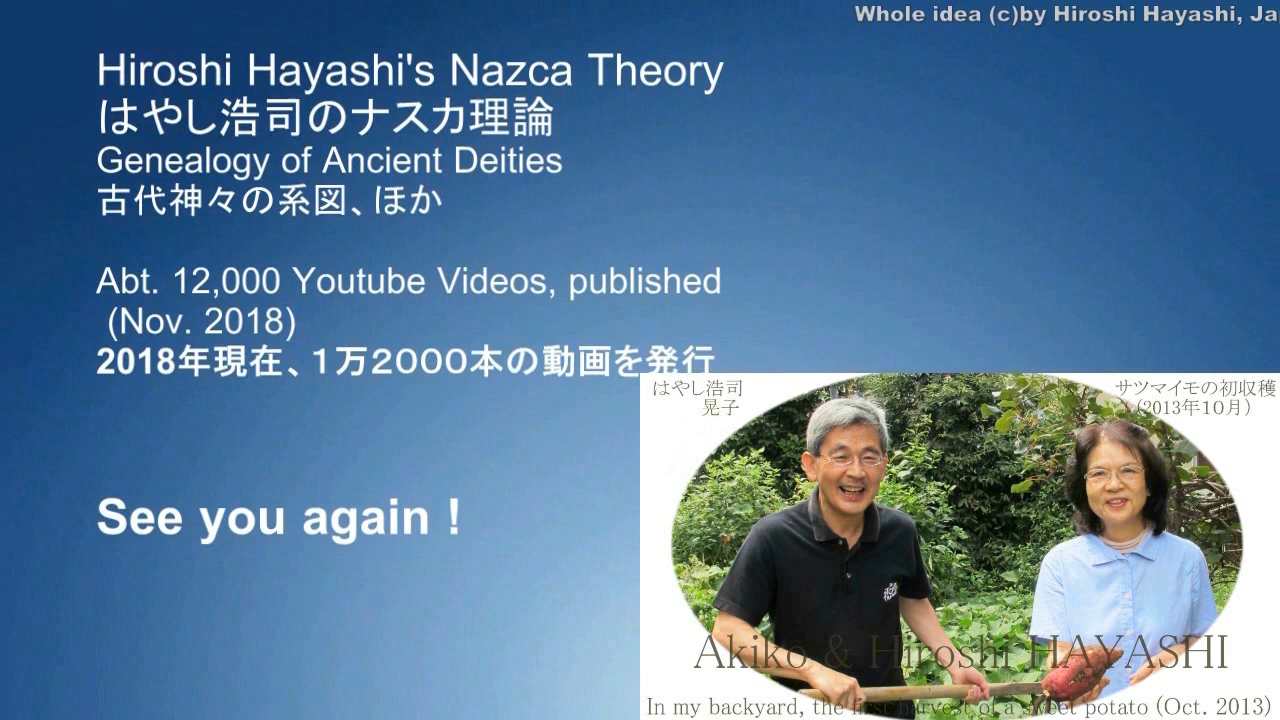 Whole idea (c)by Hiroshi Hayashi, Ja
Hiroshi Hayashi's Nazca Theory
はやし浩司のナスカ理論
Genealogy of Ancient Deities
古代神々の系図、ほか
Abt. 12,000 Youtube Videos, published
(Nov. 2018)
2018年現在、１万２０００本の動画を発行
See you again !
はやし浩司
晃子
サツマイモの初収穫
(2013年１０月）
Akiko & Hiroshi HAYASHI
In my backyard, the first harvest of a sweet potato (Oct. 2013)